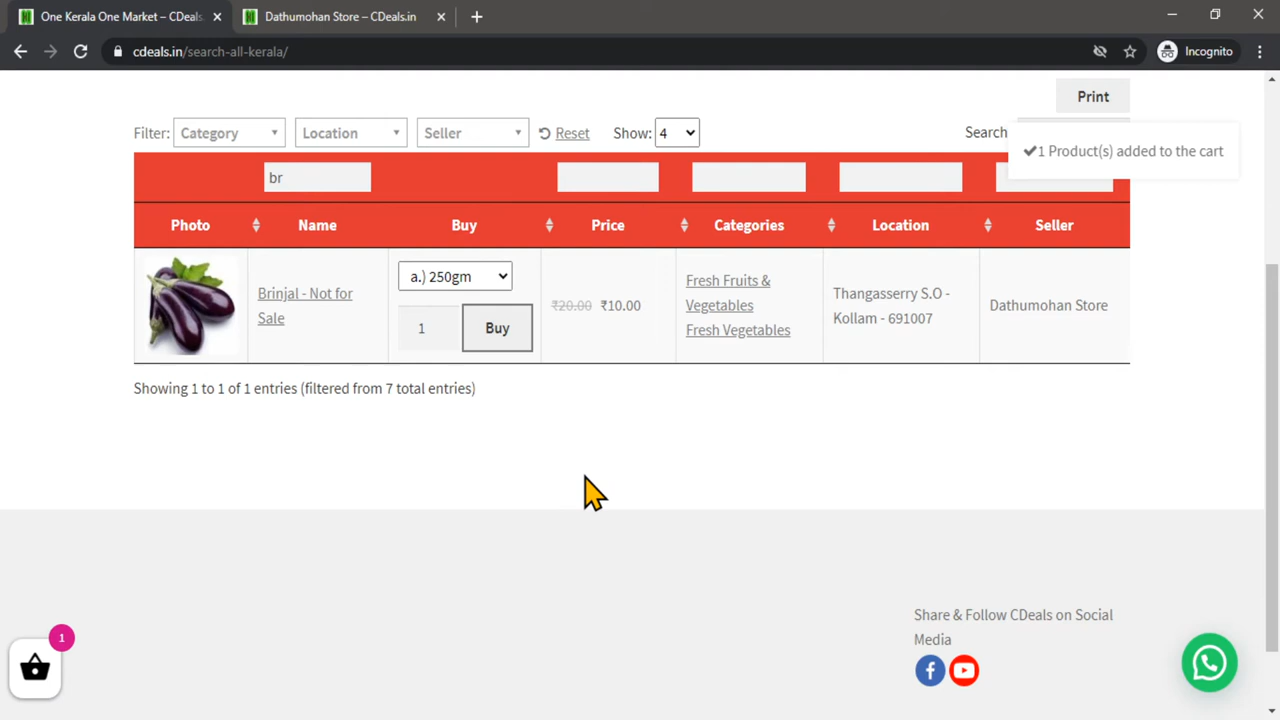 One Kerala One Market – CDeals.
Dathumohan Store – CDeals.in
cdeals.in/search-all-kerala/
Incognito
Print
Filter: Category Location Seller Reset Show: 4 Search
1 Product(s) added to the cart
br
Photo Name Buy Price Categories Location Seller
Brinjal - Not for
Sale
a.) 250gm
1 Buy
₹20.00 ₹10.00
Fresh Fruits &
Vegetables
Fresh Vegetables
Thangasserry S.O -
Kollam - 691007
Dathumohan Store
Showing 1 to 1 of 1 entries (filtered from 7 total entries)
Share & Follow CDeals on Social
Media
1